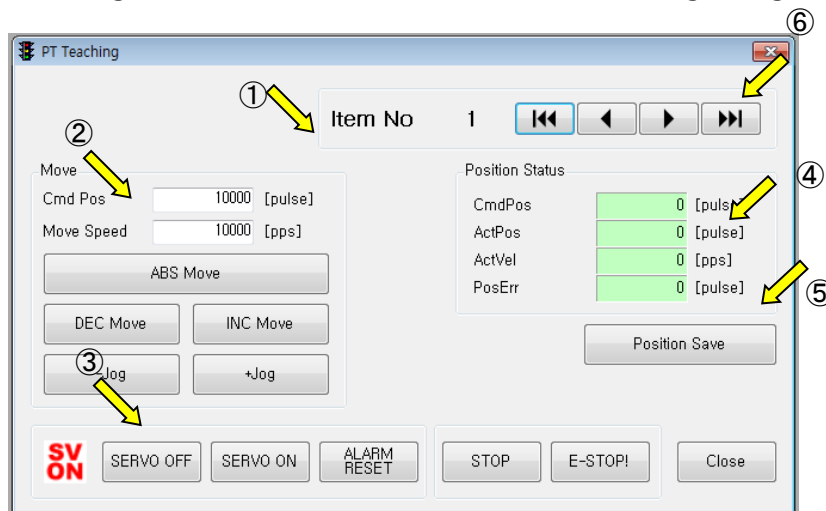 ⑥
PT Teaching
①
Item No 1
②
Move
Cmd Pos 10000 [pulse]
Move Speed 10000 [pps]
ABS Move
DEC Move INC Move
③
-Jog +Jog
Position Status
④
CmdPos 0 [pulse]
ActPos 0 [pulse]
ActVel 0 [pps]
PosErr 0 [pulse]
⑤
Position Save
SV ON
SERVO OFF SERVO ON ALARM RESET STOP E-STOP! Close